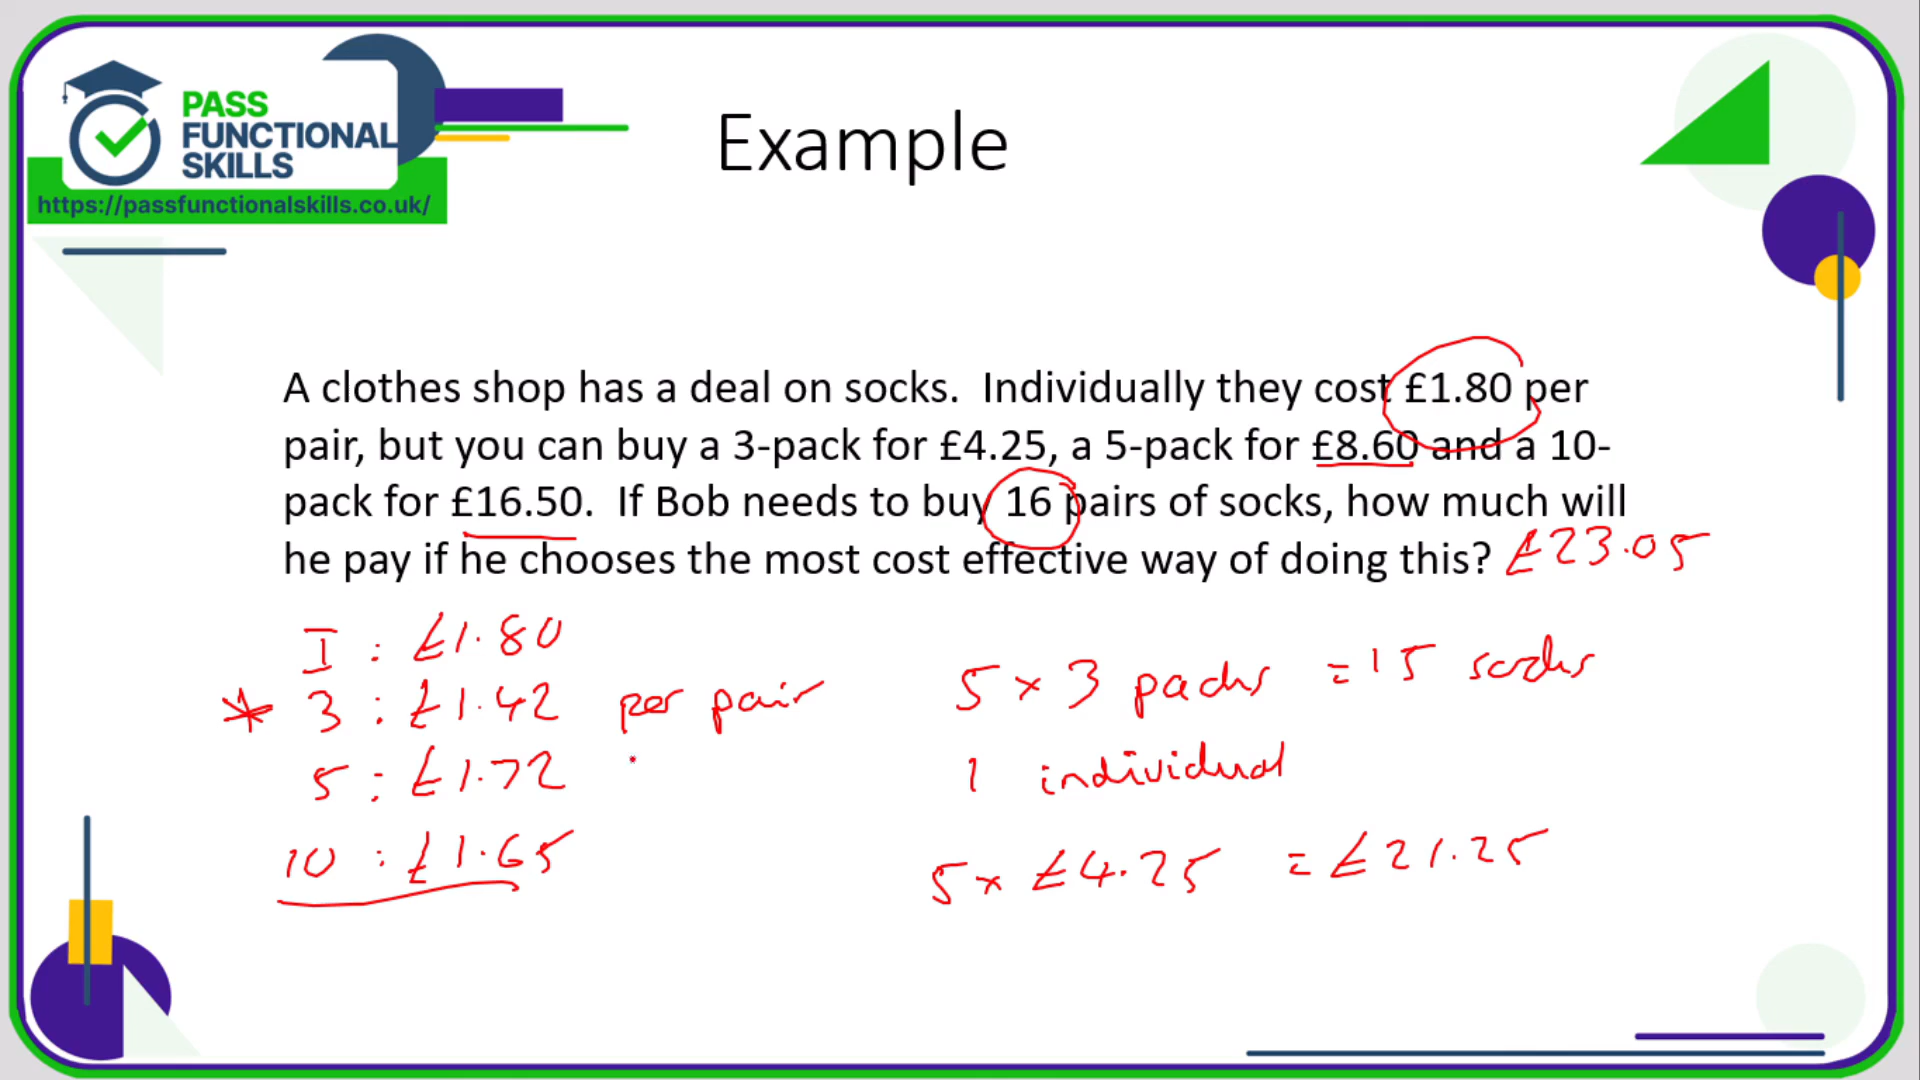 PASS
FUNCTIONAL
SKILLS
https://passfunctionalskills.co.uk/
Example
A clothes shop has a deal on socks. Individually they cost £1.80 per
pair, but you can buy a 3-pack for £4.25, a 5-pack for £8.60 and a 10-
pack for £16.50. If Bob needs to buy 16 pairs of socks, how much will
he pay if he chooses the most cost effective way of doing this? £23.05
I : £1.80
* 3 : £1.42 per pair
5 : £1.72
10 : £1.65
5 × 3 packs = 15 socks
1 individual
5 × £4.25 = £21.25